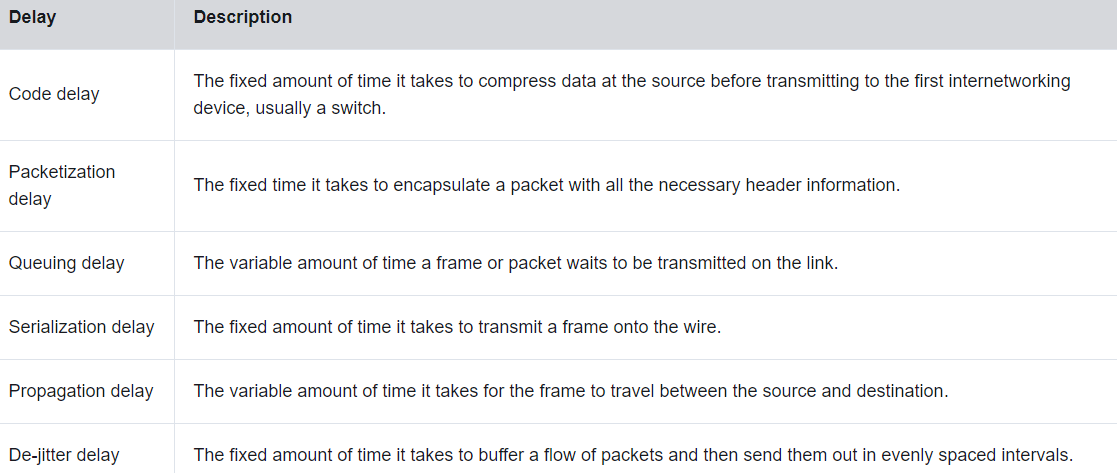 Delay Description
Code delay
The fixed amount of time it takes to compress data at the source before transmitting to the first internetworking
device, usually a switch.
Packetization
delay
The fixed time it takes to encapsulate a packet with all the necessary header information.
Queuing delay
The variable amount of time a frame or packet waits to be transmitted on the link.
Serialization delay
The fixed amount of time it takes to transmit a frame onto the wire.
Propagation delay
The variable amount of time it takes for the frame to travel between the source and destination.
De-jitter delay
The fixed amount of time it takes to buffer a flow of packets and then send them out in evenly spaced intervals.